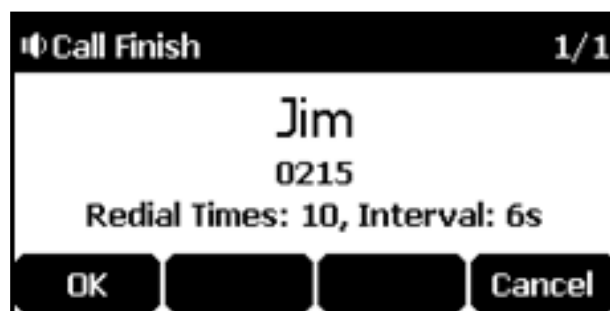 Call Finish 1/1
Jim
0215
Redial Times: 10, Interval: 6s
OK Cancel